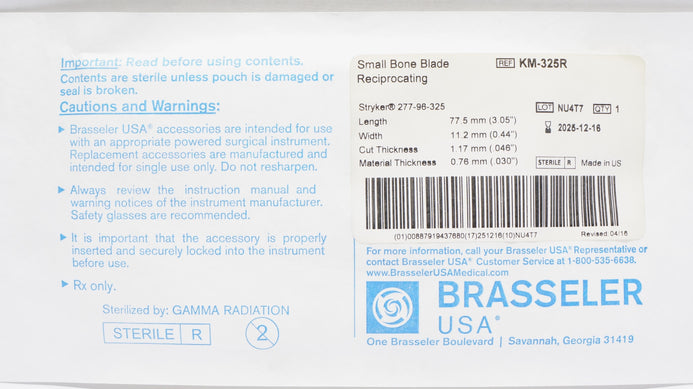 Important: Read before using contents.
Contents are sterile unless pouch is damaged or
seal is broken.
Cautions and Warnings:
▶ Brasseler USA® accessories are intended for use
with an appropriate powered surgical instrument.
Replacement accessories are manufactured and
intended for single use only. Do not resharpen.
▶ Always review the instruction manual and
warning notices of the instrument manufacturer.
Safety glasses are recommended.
▶ It is important that the accessory is properly
inserted and securely locked into the instrument
before use.
▶ Rx only.
Sterilized by: GAMMA RADIATION
STERILE R
2
Small Bone Blade REF KM-325R
Reciprocating
Stryker® 277-96-325 LOT NU4T7 QTY 1
Length 77.5 mm (3.05") 2025-12-16
Width 11.2 mm (0.44")
Cut Thickness 1.17 mm (.046")
Material Thickness 0.76 mm (.030") STERILE R Made in US
(01)00887919437680(17)251216(10)NU4T7
Revised: 04/16
For more information, call your Brasseler USA® Representative or
contact Brasseler USA® Customer Service at 1-800-535-6638.
www.BrasselerUSAMedical.com
BRASSELER
USA®
One Brasseler Boulevard | Savannah, Georgia 31419